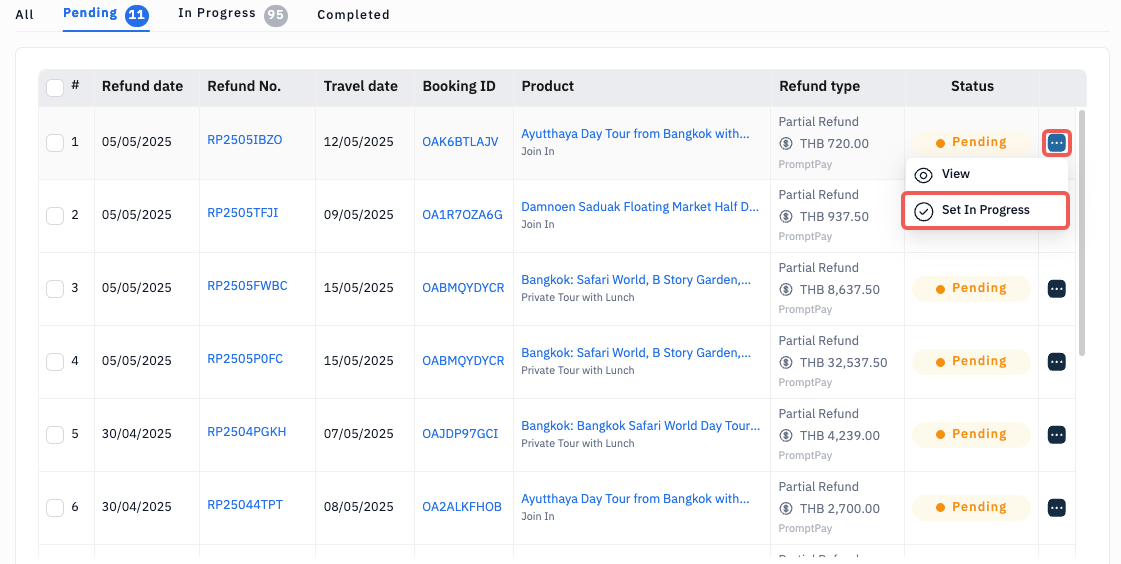 All Pending 11 In Progress 95 Completed
# Refund date Refund No. Travel date Booking ID Product Refund type Status
1 05/05/2025 RP2505IBZO 12/05/2025 OAK6BTLAJV Ayutthaya Day Tour from Bangkok with...
Join In
Partial Refund
THB 720.00
PromptPay
Pending
View
Set In Progress
2 05/05/2025 RP2505TFJI 09/05/2025 OA1R7OZA6G Damnoen Saduak Floating Market Half D...
Join In
Partial Refund
THB 937.50
PromptPay
3 05/05/2025 RP2505FWBC 15/05/2025 OABMQYDYCR Bangkok: Safari World, B Story Garden,...
Private Tour with Lunch
Partial Refund
THB 8,637.50
PromptPay
Pending
4 05/05/2025 RP2505P0FC 15/05/2025 OABMQYDYCR Bangkok: Safari World, B Story Garden,...
Private Tour with Lunch
Partial Refund
THB 32,537.50
PromptPay
Pending
5 30/04/2025 RP2504PGKH 07/05/2025 OAJDP97GCI Bangkok: Bangkok Safari World Day Tour...
Private Tour with Lunch
Partial Refund
THB 4,239.00
PromptPay
Pending
6 30/04/2025 RP25044TPT 08/05/2025 OA2ALKFHOB Ayutthaya Day Tour from Bangkok with...
Join In
Partial Refund
THB 2,700.00
PromptPay
Pending